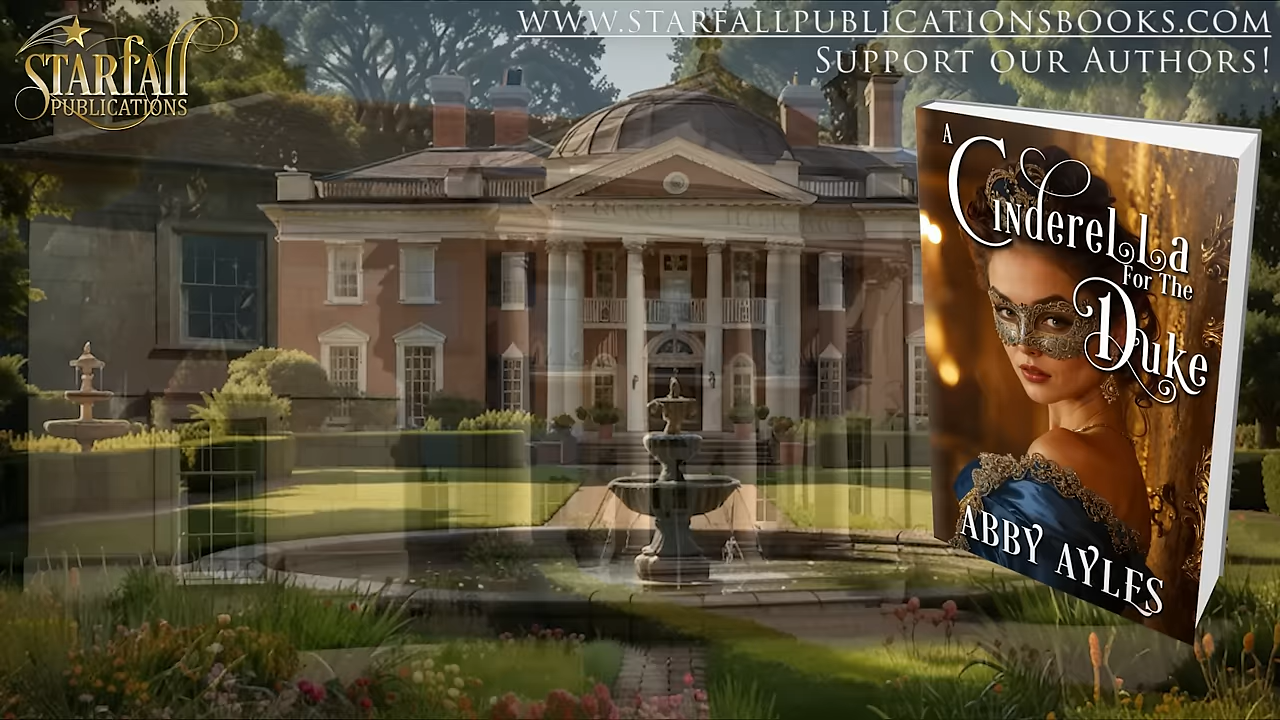 STARfall
PUBLICATIONS
WWW.STARFALLPUBLICATIONSBOOKS.COM
SUPPORT OUR AUTHORS!
A
CINDERELLA
FOR THE
DUKE
ABBY AYLES